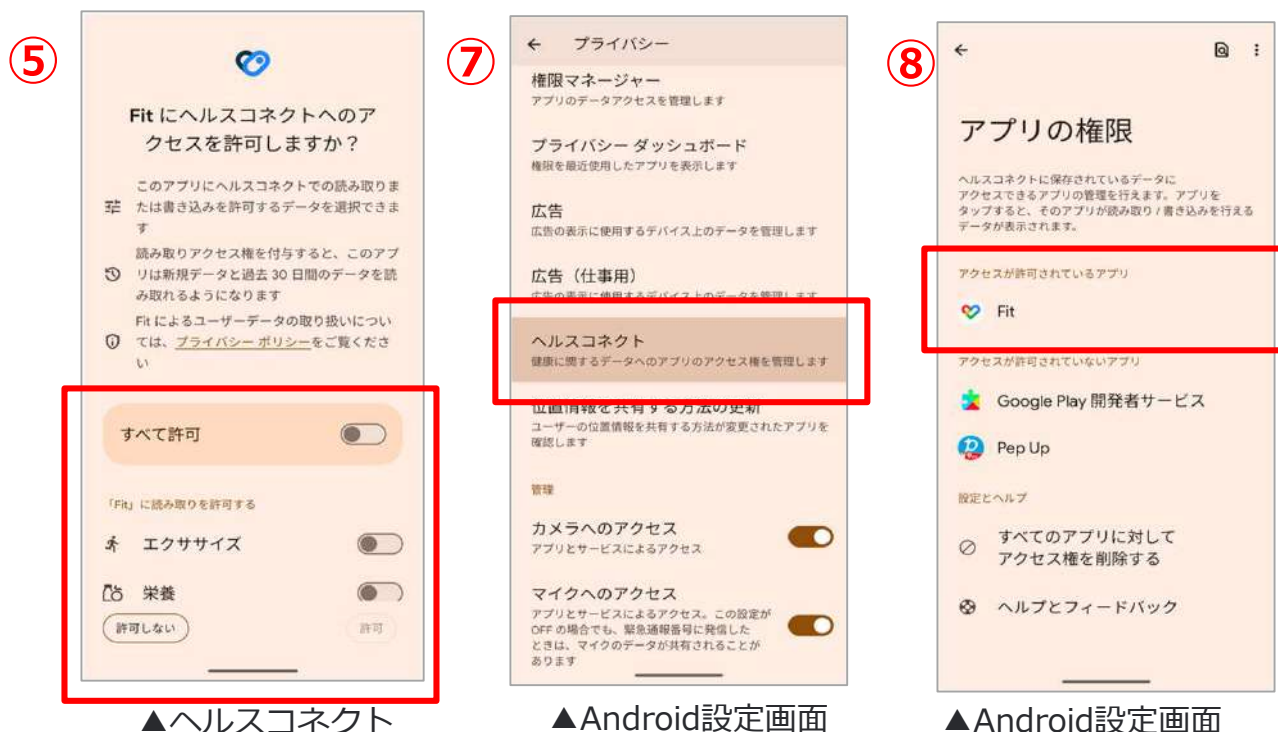 ⑤
Fit にヘルスコネクトへのア
クセスを許可しますか？
このアプリにヘルスコネクトでの読み取りま
たは書き込みを許可するデータを選択できま
す
読み取りアクセス権を付与すると、このアプ
リは新規データと過去 30 日間のデータを読
み取れるようになります
Fit によるユーザーデータの取り扱いについ
ては、プライバシー ポリシーをご覧くださ
い
すべて許可
「Fit」に読み取りを許可する
エクササイズ
栄養
許可しない
許可
▲ヘルスコネクト
⑦
プライバシー
権限マネージャー
アプリのデータアクセスを管理します
プライバシー ダッシュボード
権限を最近使用したアプリを表示します
広告
広告の表示に使用するデバイス上のデータを管理します
広告（仕事用）
広告の表示に使用するデバイス上のデータを管理します
ヘルスコネクト
健康に関するデータへのアプリのアクセス権を管理します
位置情報を共有する方法の更新
ユーザーの位置情報を共有する方法が変更されたアプリを
確認します
管理
カメラへのアクセス
アプリとサービスによるアクセス
マイクへのアクセス
アプリとサービスによるアクセス。この設定が
OFF の場合でも、緊急通報番号に発信した
ときは、マイクのデータが共有されることが
あります
▲Android設定画面
⑧
アプリの権限
ヘルスコネクトに保存されているデータに
アクセスできるアプリの管理を行えます。アプリを
タップすると、そのアプリが読み取り / 書き込みを行える
データが表示されます。
アクセスが許可されているアプリ
Fit
アクセスが許可されていないアプリ
Google Play 開発者サービス
Pep Up
設定とヘルプ
すべてのアプリに対して
アクセス権を削除する
ヘルプとフィードバック
▲Android設定画面